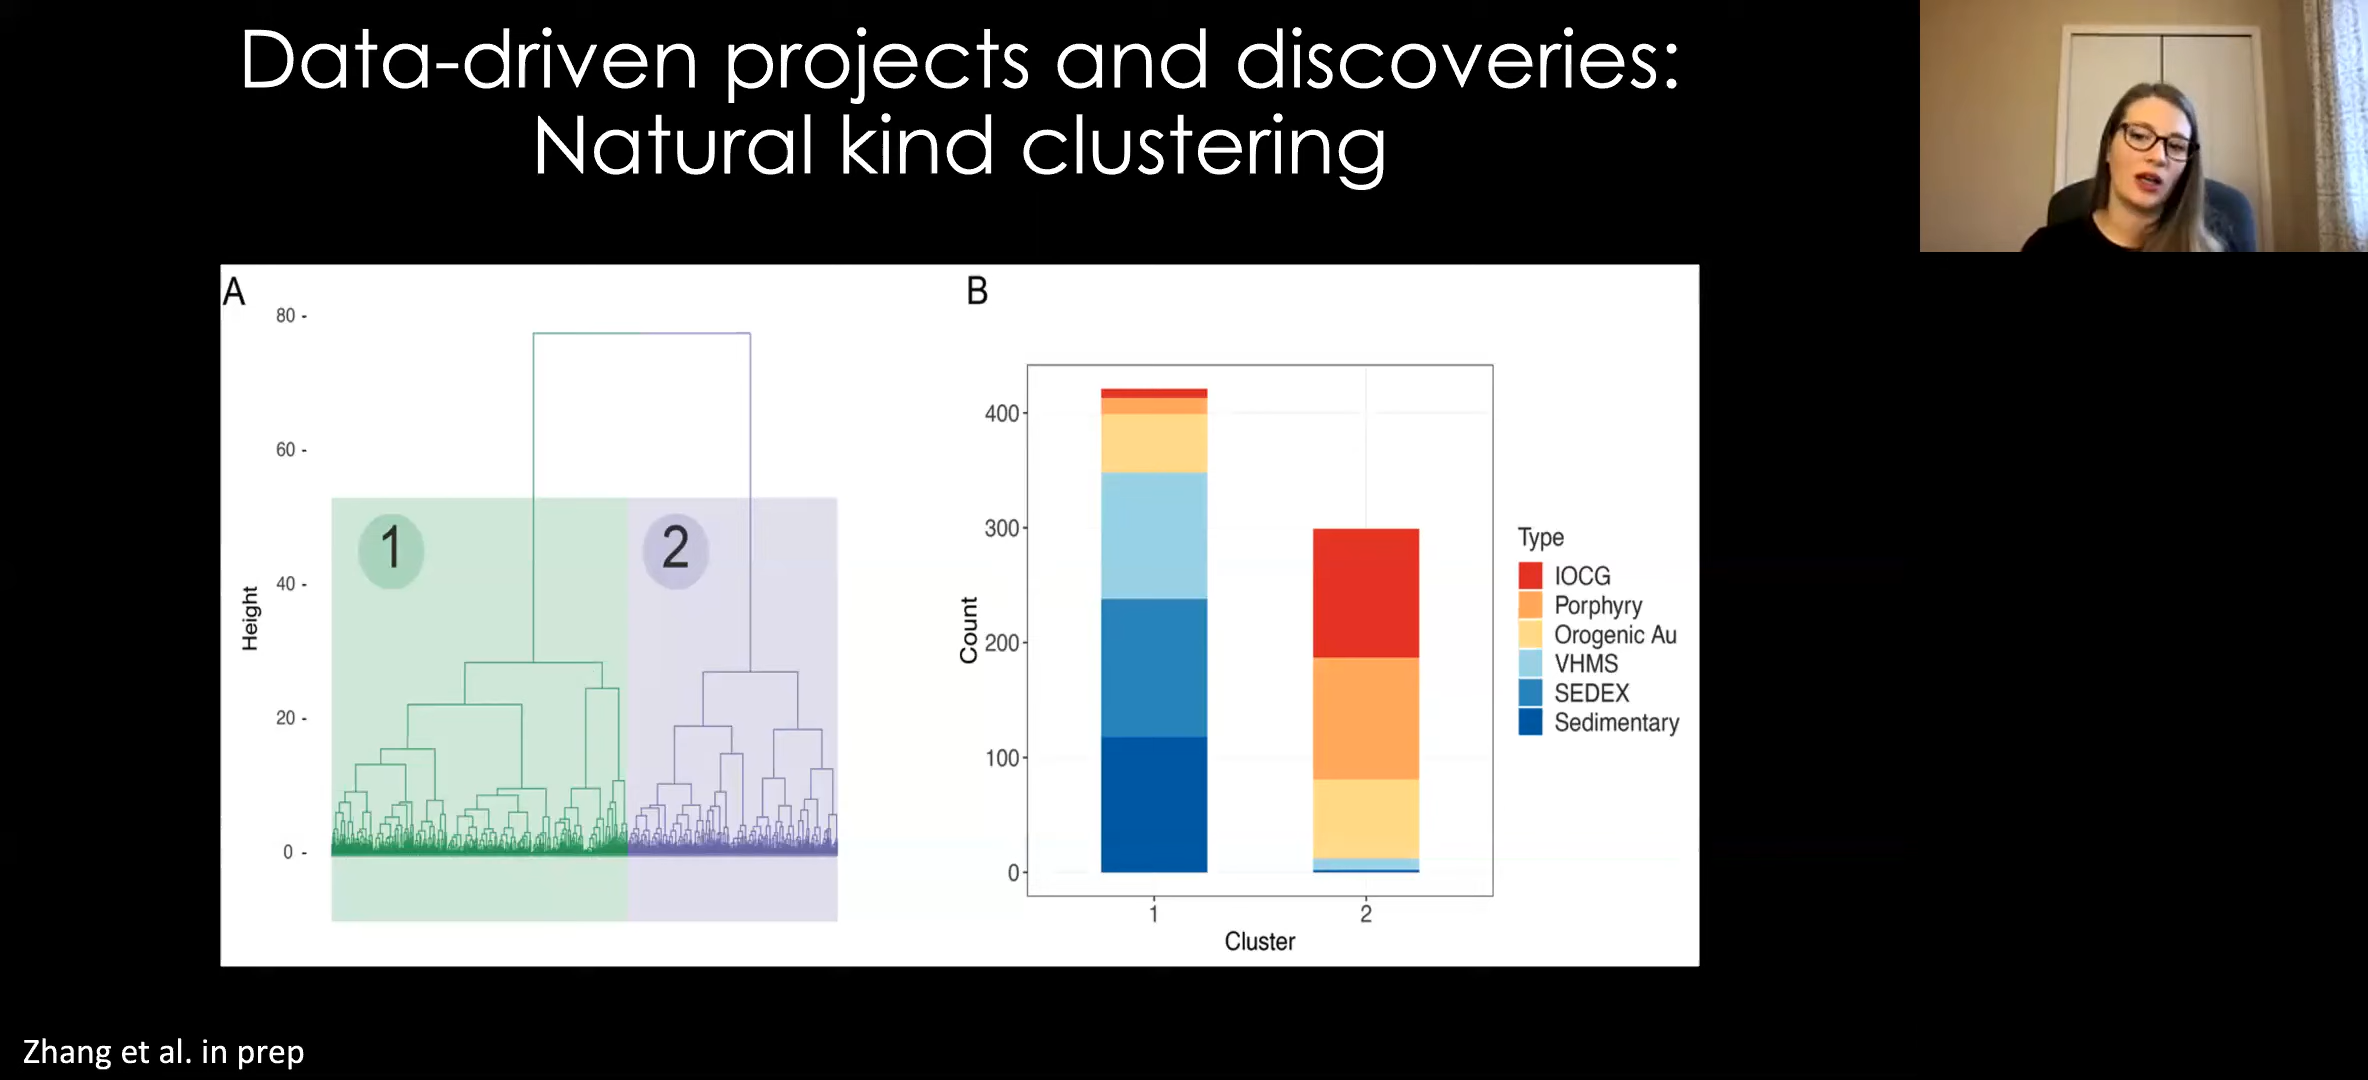 Data-driven projects and discoveries:
Natural kind clustering
A
80
60
40
20
0
Height
1
2
B
400
300
200
100
0
Count
1
2
Cluster
Type
IOCG
Porphyry
Orogenic Au
VHMS
SEDEX
Sedimentary
Zhang et al. in prep